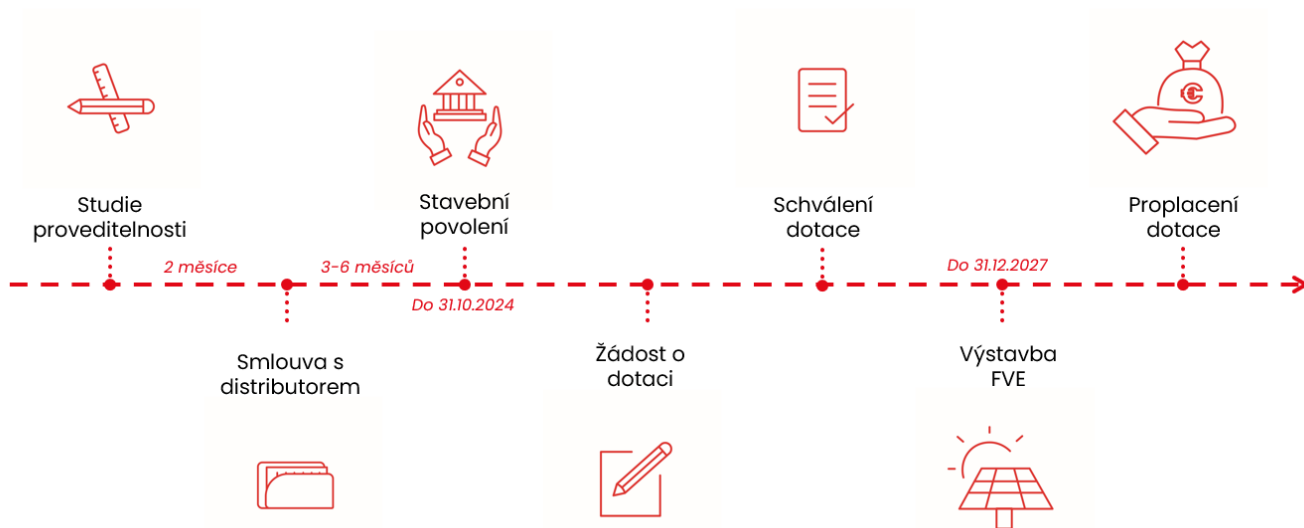 Studie
proveditelnosti
Stavební
povolení
Schválení
dotace
Proplacení
dotace
2 měsíce
3-6 měsíců
Do 31.12.2027
Do 31.10.2024
Smlouva s
distributorem
Žádost o
dotaci
Výstavba
FVE